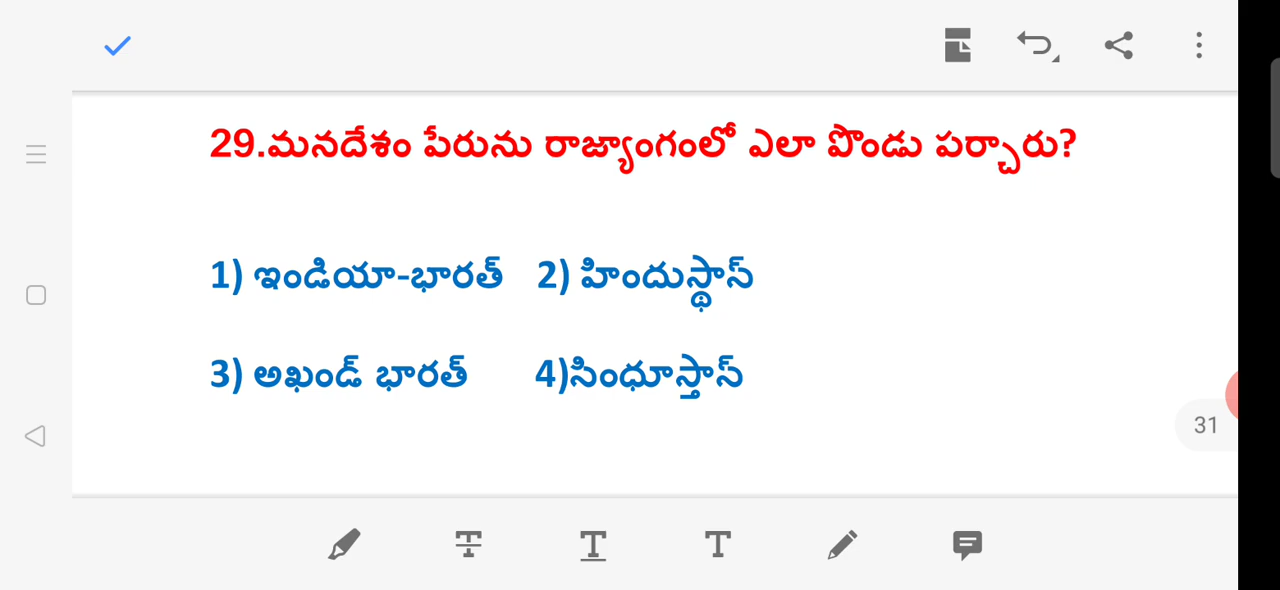 29.మనదేశం పేరును రాజ్యాంగంలో ఎలా పొండు పర్చారు?
1) ఇండియా-భారత్ 2) హిందుస్థాస్
3) అఖండ్ భారత్ 4)సింధూస్తాస్
31